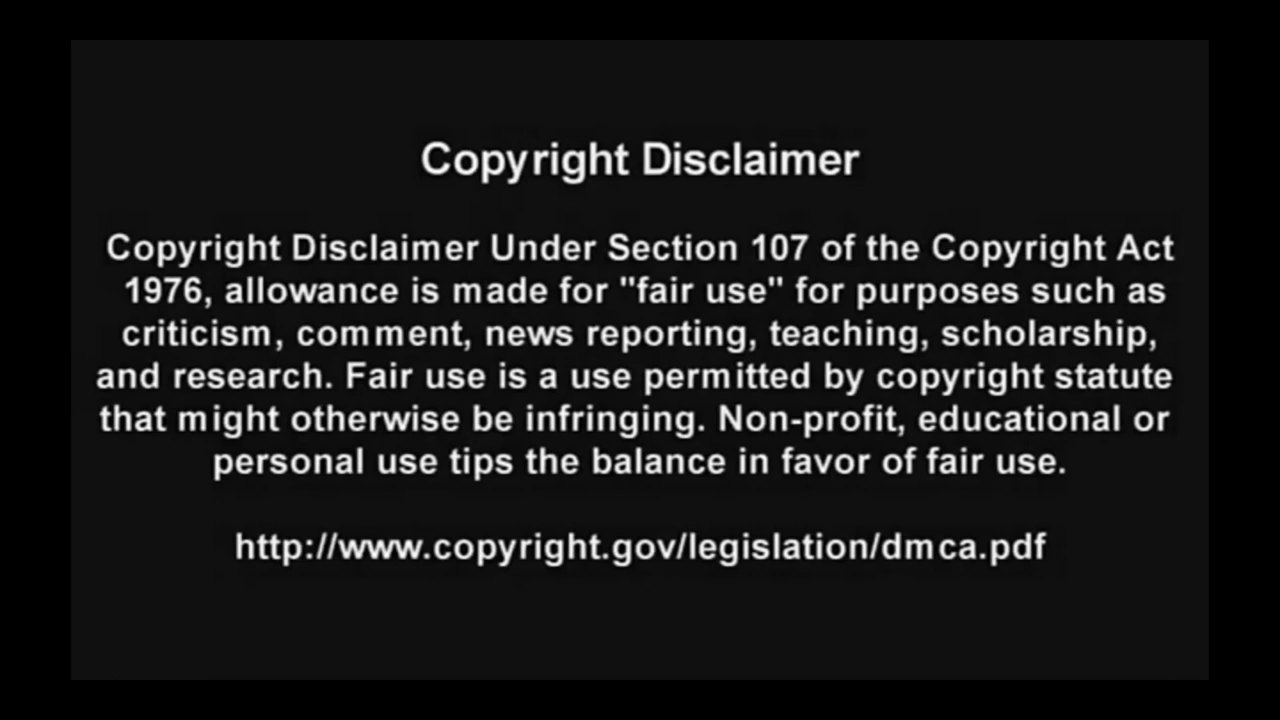 Copyright Disclaimer
Copyright Disclaimer Under Section 107 of the Copyright Act
1976, allowance is made for "fair use" for purposes such as
criticism, comment, news reporting, teaching, scholarship,
and research. Fair use is a use permitted by copyright statute
that might otherwise be infringing. Non-profit, educational or
personal use tips the balance in favor of fair use.
http://www.copyright.gov/legislation/dmca.pdf